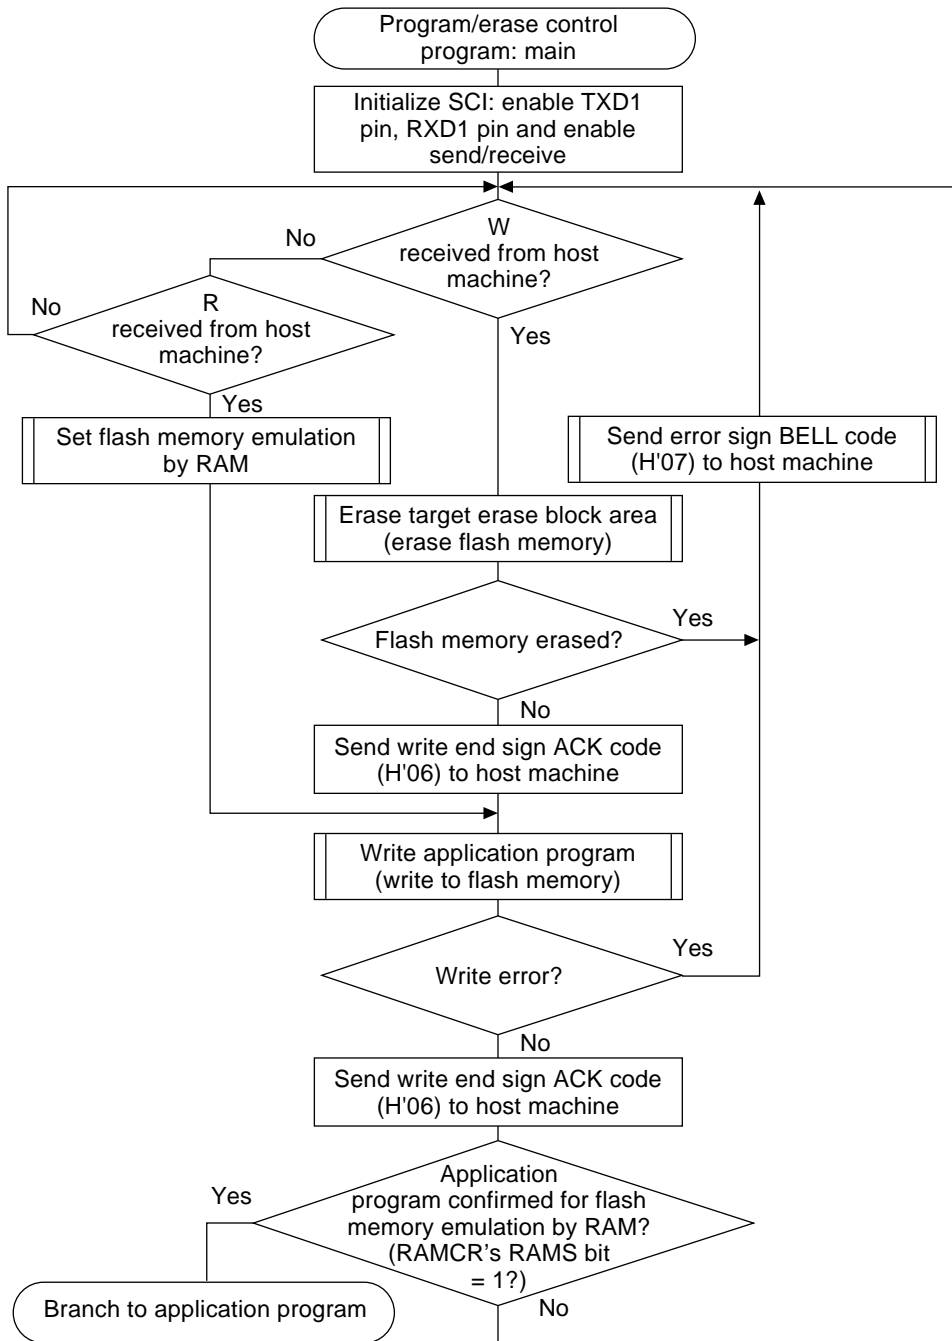 Program/erase control
program: main
Initialize SCI: enable TXD1
pin, RXD1 pin and enable
send/receive
W
received from host
machine?
No
Yes
R
received from host
machine?
No
Yes
Set flash memory emulation
by RAM
Send error sign BELL code
(H'07) to host machine
Erase target erase block area
(erase flash memory)
Flash memory erased?
Yes
No
Send write end sign ACK code
(H'06) to host machine
Write application program
(write to flash memory)
Write error?
Yes
No
Send write end sign ACK code
(H'06) to host machine
Application
program confirmed for flash
memory emulation by RAM?
(RAMCR's RAMS bit
= 1?)
Yes
No
Branch to application program